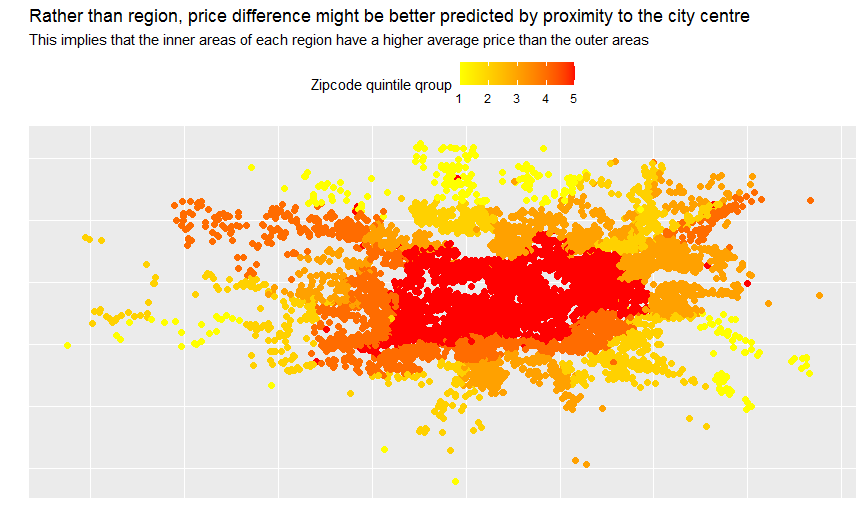 Rather than region, price difference might be better predicted by proximity to the city centre
This implies that the inner areas of each region have a higher average price than the outer areas
Zipcode quintile group
1 2 3 4 5